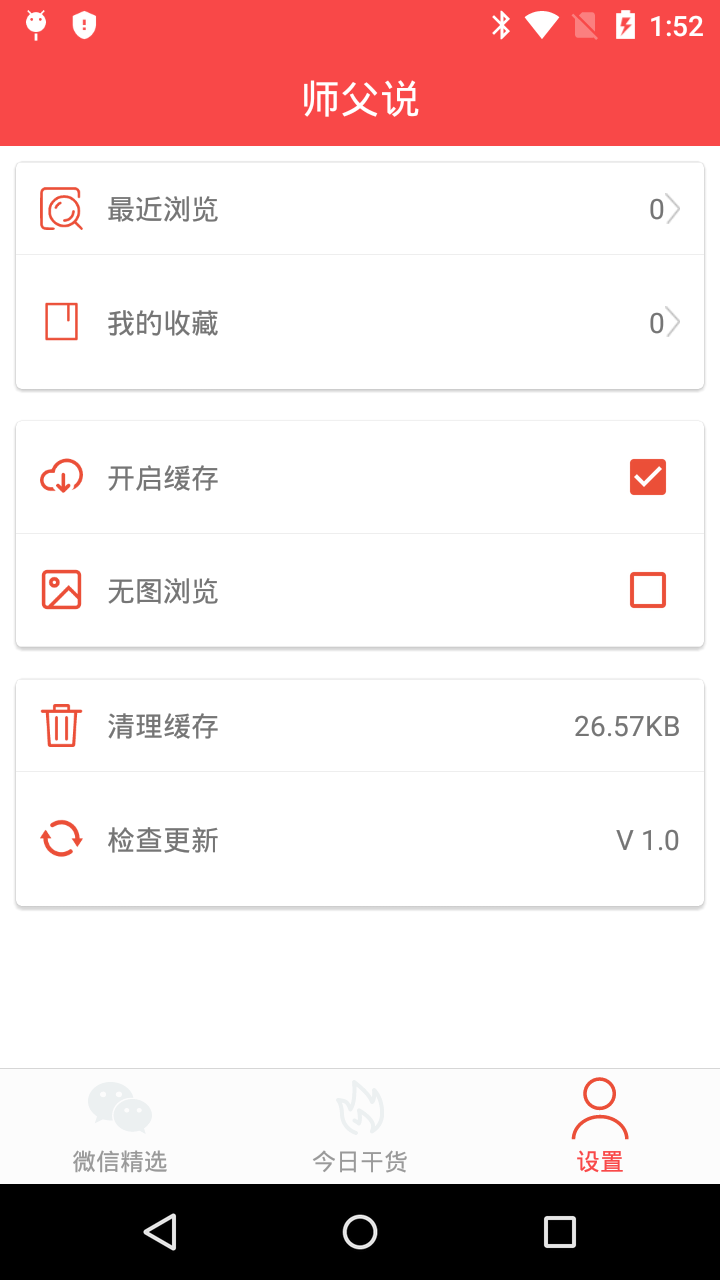 1:52
师父说
最近浏览 0
我的收藏 0
开启缓存
无图浏览
清理缓存 26.57KB
检查更新 V 1.0
微信精选 今日干货 设置